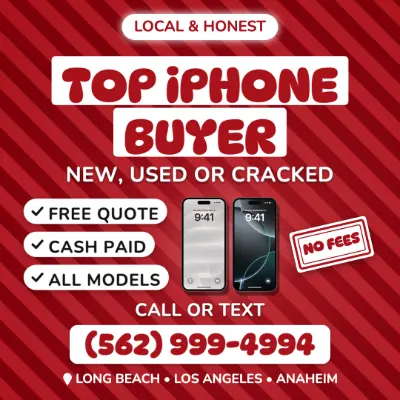 LOCAL & HONEST
TOP iPHONE
BUYER
NEW, USED OR CRACKED
✓ FREE QUOTE
✓ CASH PAID
✓ ALL MODELS
9:41
9:41
NO FEES
CALL OR TEXT
(562) 999-4994
LONG BEACH • LOS ANGELES • ANAHEIM